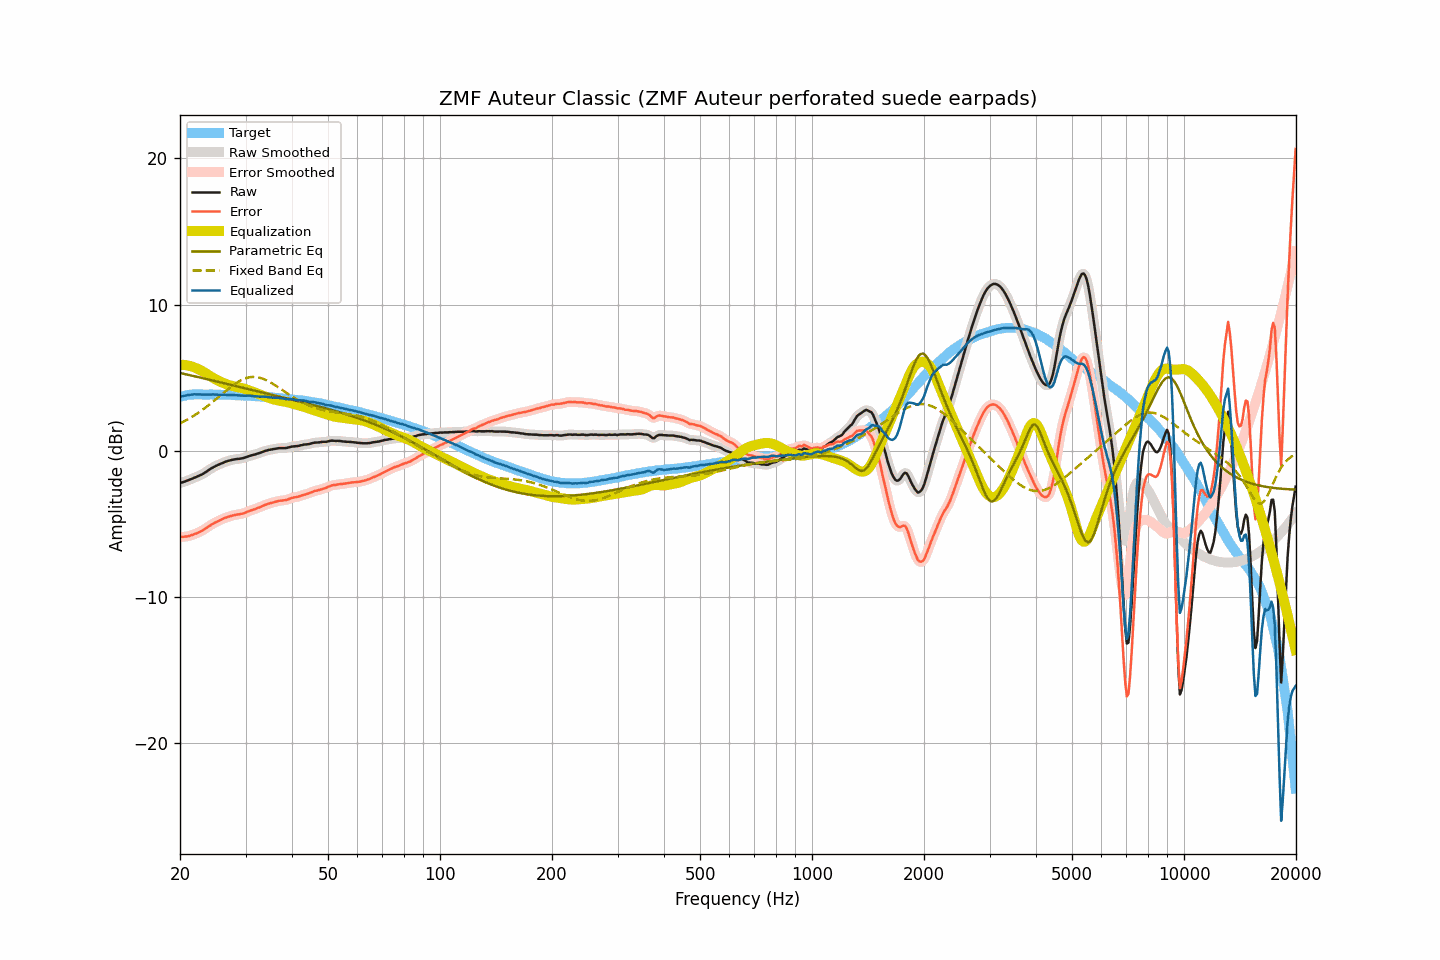 ZMF Auteur Classic (ZMF Auteur perforated suede earpads)
Target
Raw Smoothed
Error Smoothed
Raw
Error
Equalization
Parametric Eq
Fixed Band Eq
Equalized
Amplitude (dBr)
20
10
0
−10
−20
20 50 100 200 500 1000 2000 5000 10000 20000
Frequency (Hz)